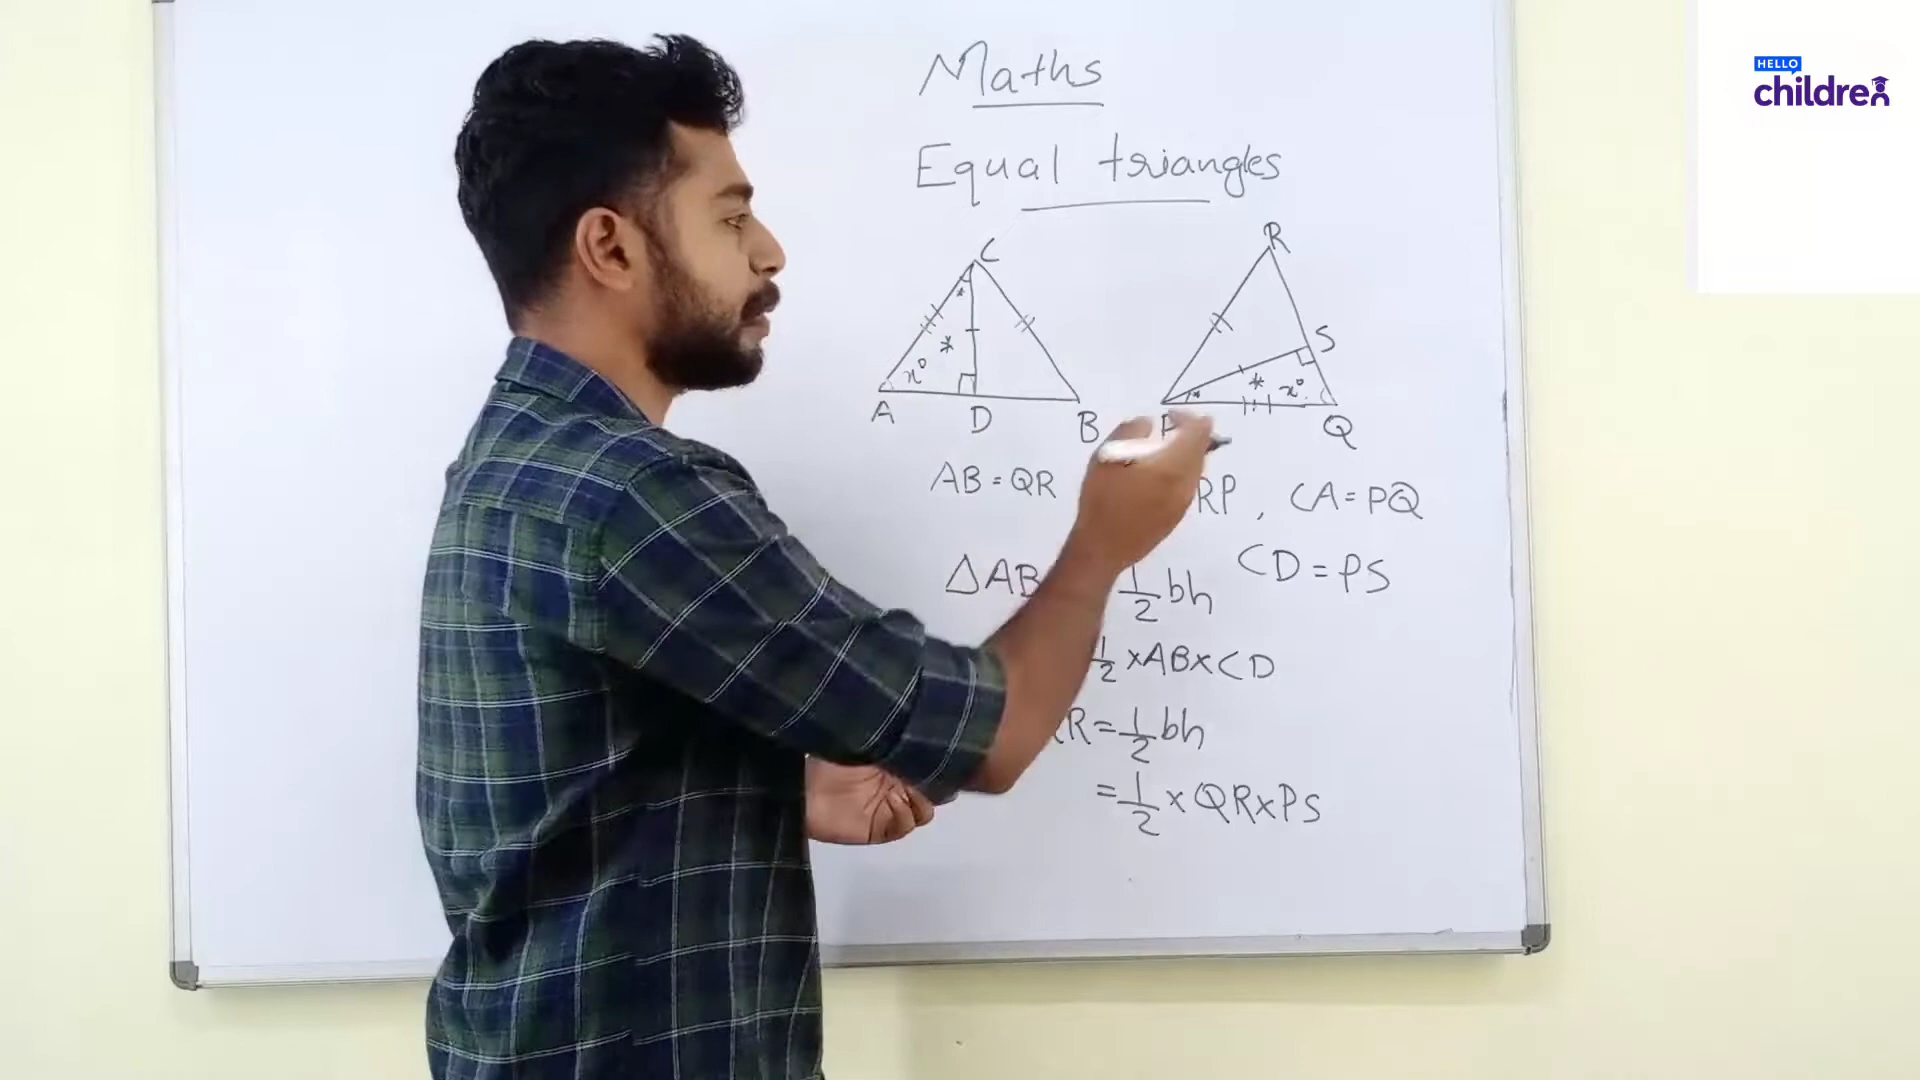 HELLO
children
Maths
Equal triangles
C
R
S
x°
x°
A
D
B
P
Q
AB = QR
RP , CA = PQ
△AB
1/2 bh
CD = PS
1/2 × AB × CD
R = 1/2 bh
= 1/2 × QR × PS